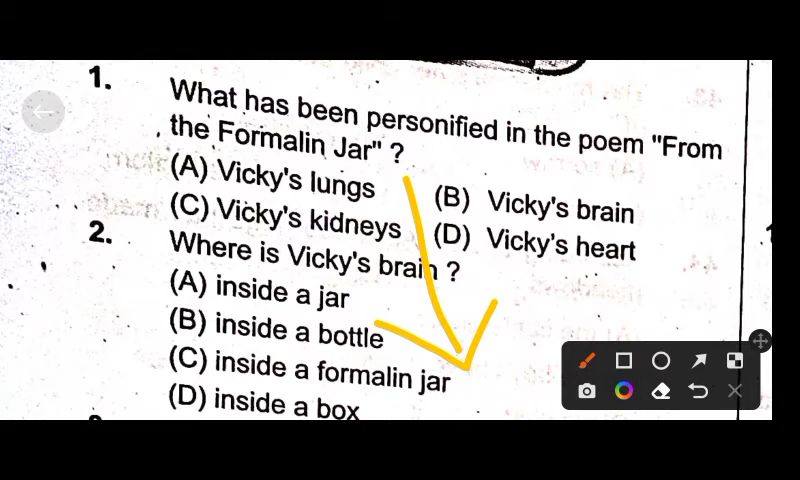 1.
What has been personified in the poem "From
the Formalin Jar" ?
(A) Vicky's lungs (B) Vicky's brain
(C) Vicky's kidneys (D) Vicky's heart
2. Where is Vicky's brain ?
(A) inside a jar
(B) inside a bottle
(C) inside a formalin jar
(D) inside a box